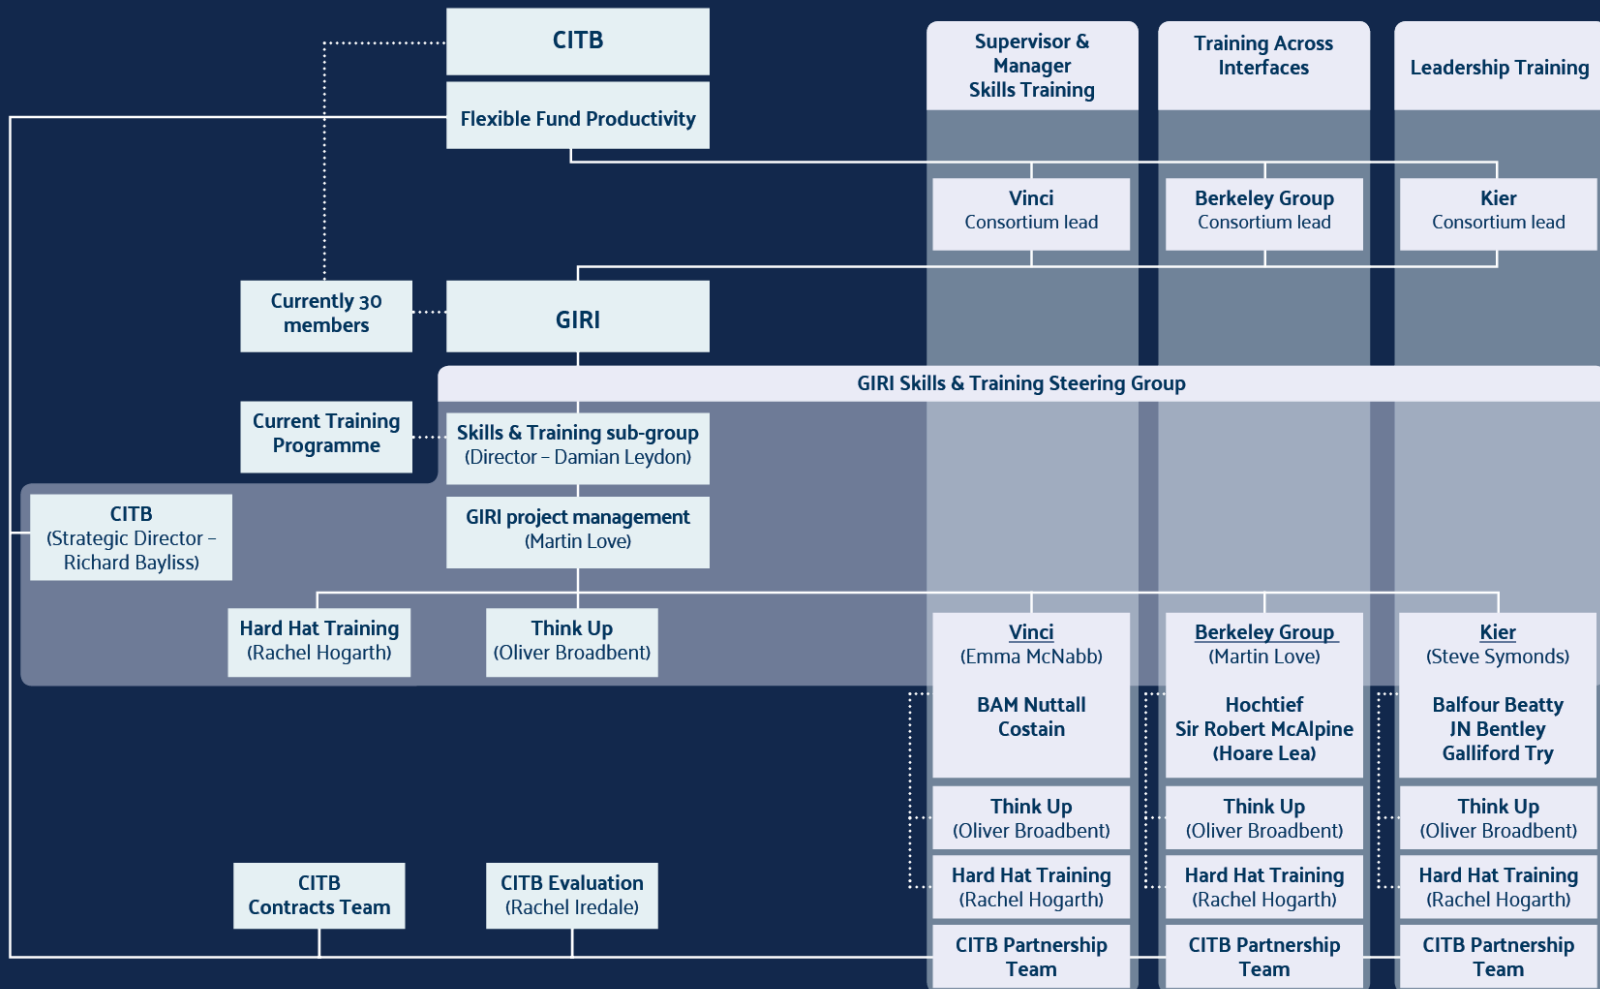 CITB
Flexible Fund Productivity
Supervisor &
Manager
Skills Training
Training Across
Interfaces
Leadership Training
Vinci
Consortium lead
Berkeley Group
Consortium lead
Kier
Consortium lead
Currently 30
members
GIRI
GIRI Skills & Training Steering Group
Current Training
Programme
Skills & Training sub-group
(Director – Damian Leydon)
CITB
(Strategic Director –
Richard Bayliss)
GIRI project management
(Martin Love)
Hard Hat Training
(Rachel Hogarth)
Think Up
(Oliver Broadbent)
Vinci
(Emma McNabb)
BAM Nuttall
Costain
Berkeley Group
(Martin Love)
Hochtief
Sir Robert McAlpine
(Hoare Lea)
Kier
(Steve Symonds)
Balfour Beatty
JN Bentley
Galliford Try
Think Up
(Oliver Broadbent)
Think Up
(Oliver Broadbent)
Think Up
(Oliver Broadbent)
Hard Hat Training
(Rachel Hogarth)
Hard Hat Training
(Rachel Hogarth)
Hard Hat Training
(Rachel Hogarth)
CITB
Contracts Team
CITB Evaluation
(Rachel Iredale)
CITB Partnership
Team
CITB Partnership
Team
CITB Partnership
Team